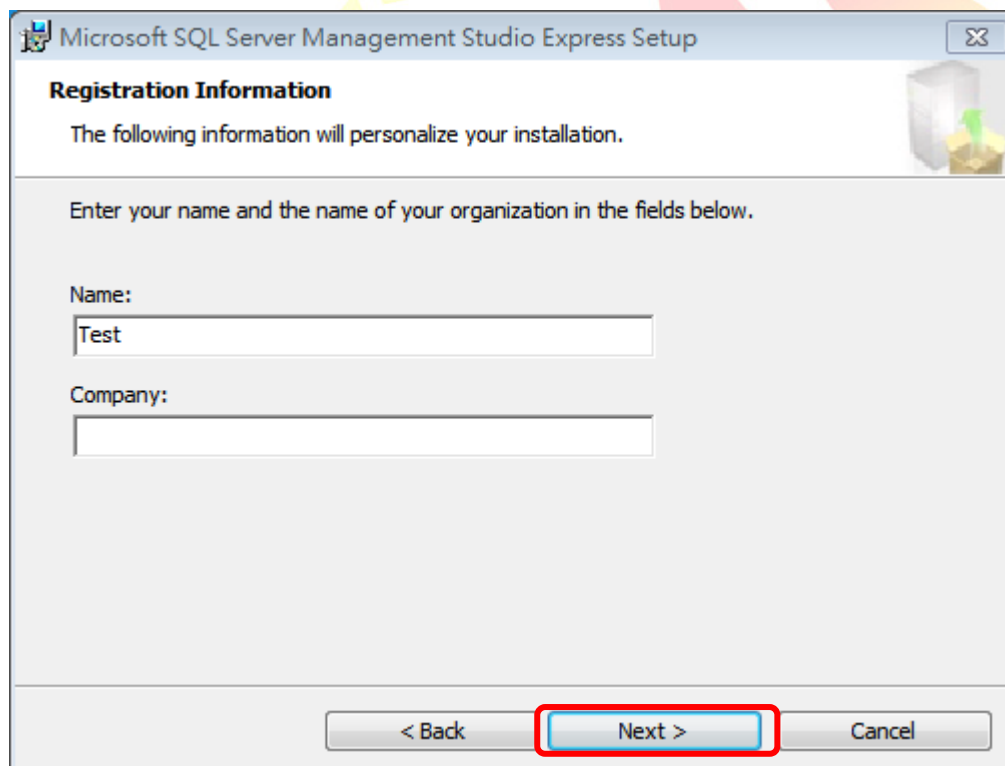 Microsoft SQL Server Management Studio Express Setup
Registration Information
The following information will personalize your installation.
Enter your name and the name of your organization in the fields below.
Name:
Test
Company:
< Back Next > Cancel